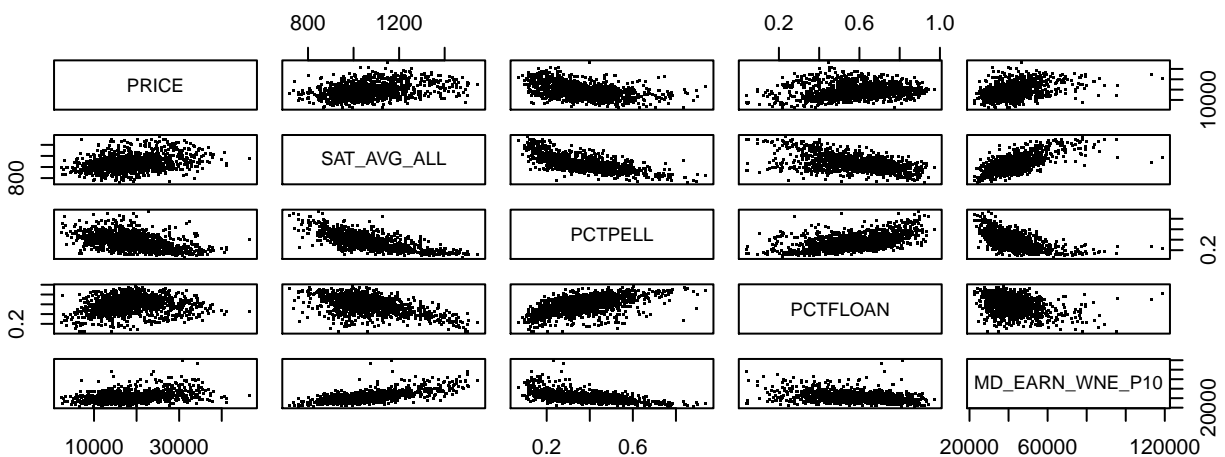 800 1200
0.2 0.6 1.0
PRICE
10000
800
SAT_AVG_ALL
PCTPELL
0.2
0.2
PCTFLOAN
MD_EARN_WNE_P10
20000
10000 30000
0.2 0.6
20000 60000 120000